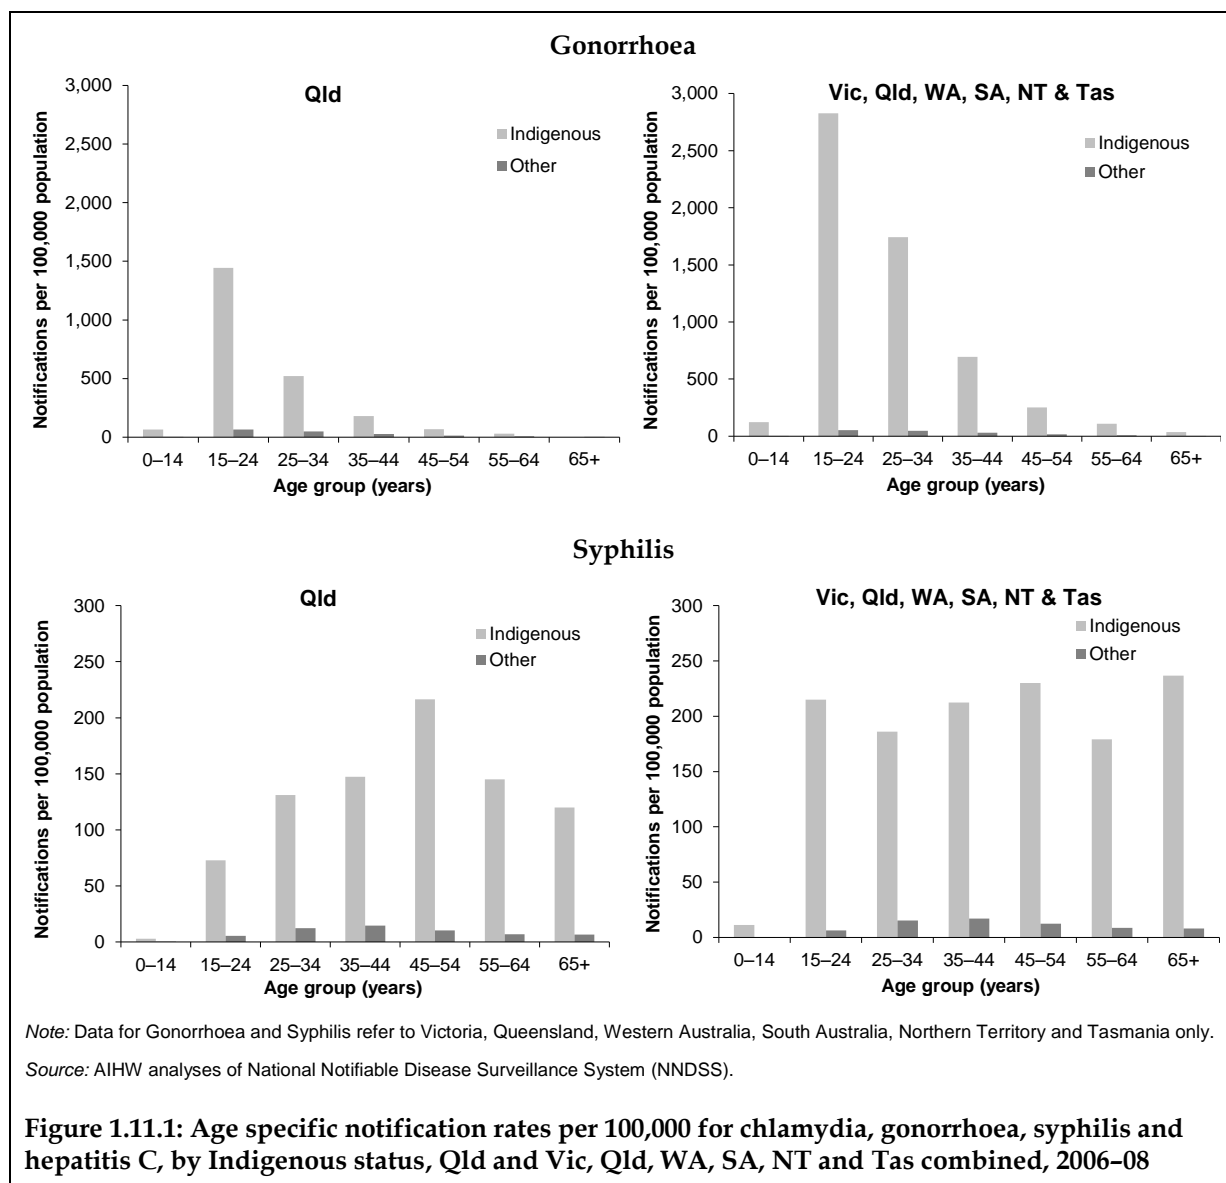 Gonorrhoea
Qld
Notifications per 100,000 population
3,000
2,500
2,000
1,500
1,000
500
0
Indigenous
Other
0–14 15–24 25–34 35–44 45–54 55–64 65+
Age group (years)
Vic, Qld, WA, SA, NT & Tas
Notifications per 100,000 population
3,000
2,500
2,000
1,500
1,000
500
0
Indigenous
Other
0–14 15–24 25–34 35–44 45–54 55–64 65+
Age group (years)
Syphilis
Qld
Notifications per 100,000 population
300
250
200
150
100
50
0
Indigenous
Other
0–14 15–24 25–34 35–44 45–54 55–64 65+
Age group (years)
Vic, Qld, WA, SA, NT & Tas
Notifications per 100,000 population
300
250
200
150
100
50
0
Indigenous
Other
0–14 15–24 25–34 35–44 45–54 55–64 65+
Age group (years)
Note: Data for Gonorrhoea and Syphilis refer to Victoria, Queensland, Western Australia, South Australia, Northern Territory and Tasmania only.
Source: AIHW analyses of National Notifiable Disease Surveillance System (NNDSS).
Figure 1.11.1: Age specific notification rates per 100,000 for chlamydia, gonorrhoea, syphilis and
hepatitis C, by Indigenous status, Qld and Vic, Qld, WA, SA, NT and Tas combined, 2006–08